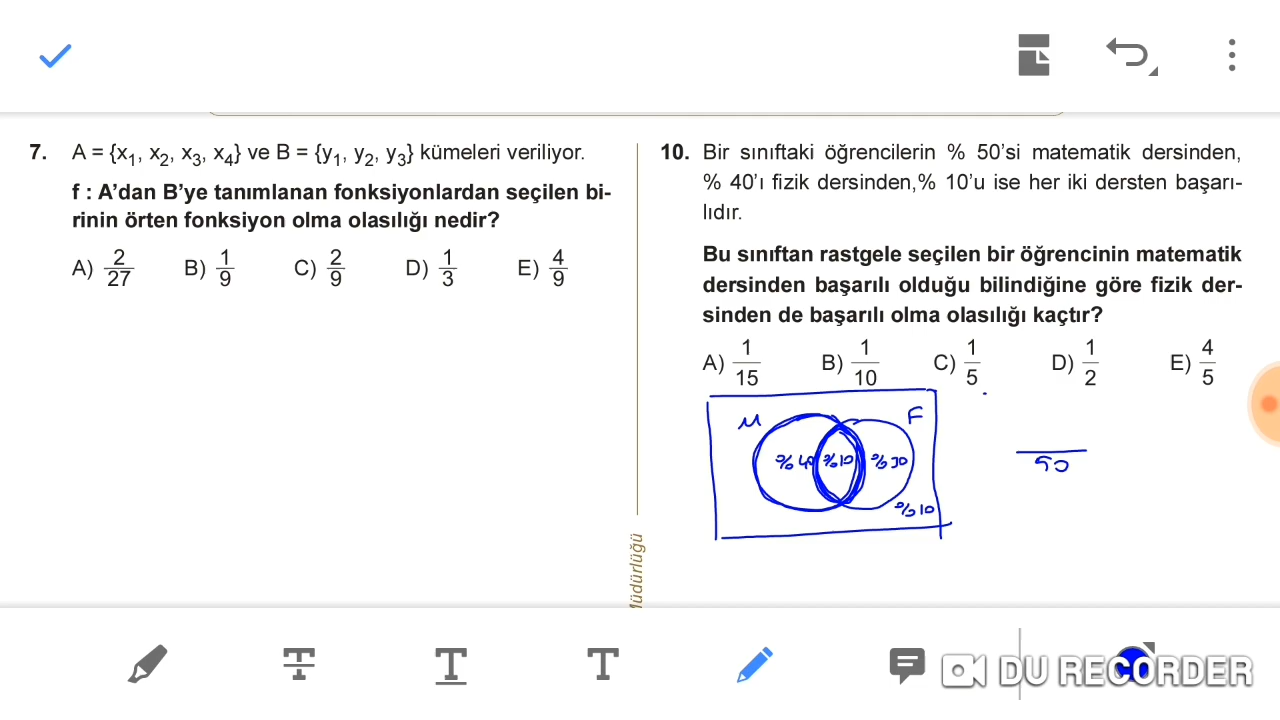 7. A = {x1, x2, x3, x4} ve B = {y1, y2, y3} kümeleri veriliyor.
f : A’dan B’ye tanımlanan fonksiyonlardan seçilen bi-
rinin örten fonksiyon olma olasılığı nedir?
A) 2/27 B) 1/9 C) 2/9 D) 1/3 E) 4/9
10. Bir sınıftaki öğrencilerin % 50’si matematik dersinden,
% 40’ı fizik dersinden,% 10’u ise her iki dersten başarı-
lıdır.
Bu sınıftan rastgele seçilen bir öğrencinin matematik
dersinden başarılı olduğu bilindiğine göre fizik der-
sinden de başarılı olma olasılığı kaçtır?
A) 1/15 B) 1/10 C) 1/5 D) 1/2 E) 4/5
M F
%40 %10 %30
%10
50
Müdürlüğü
T T T
DU RECORDER